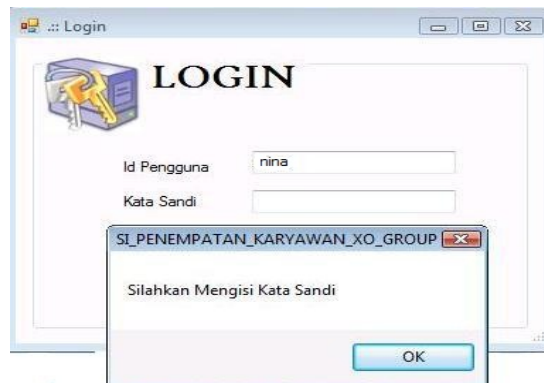 .:: Login
LOGIN
Id Pengguna nina
Kata Sandi
SI_PENEMPATAN_KARYAWAN_XO_GROUP
Silahkan Mengisi Kata Sandi
OK